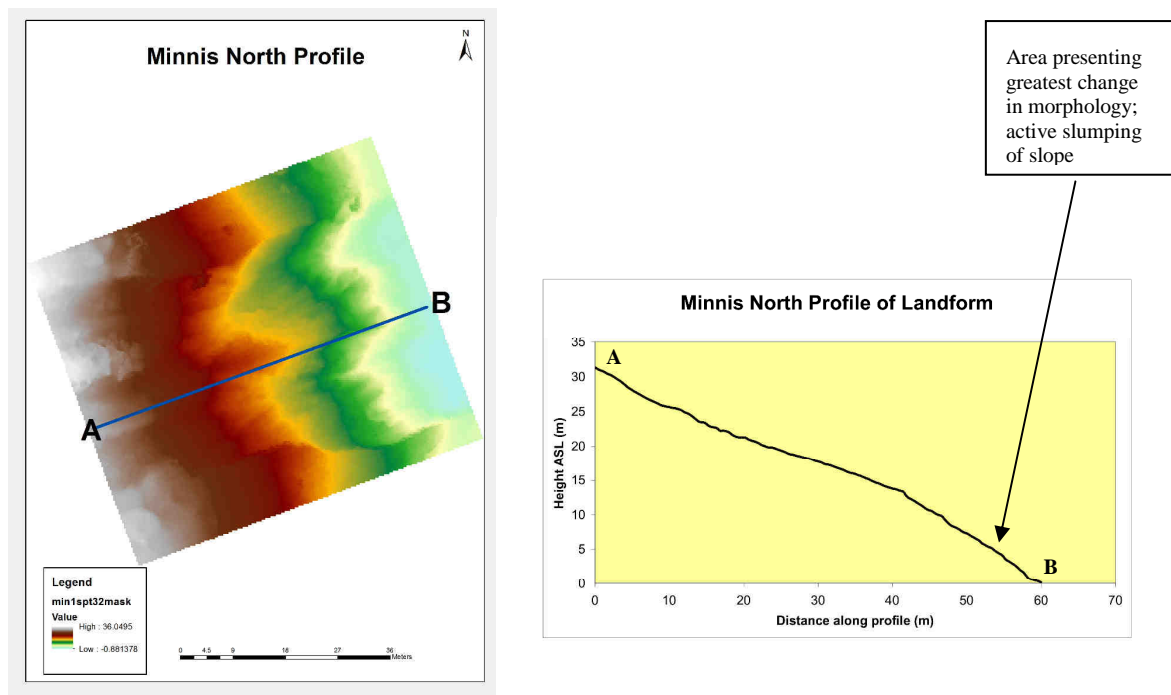 N
Minnis North Profile
A
B
Legend
min1spt32mask
Value
High : 36.0495
Low : -0.881378
0 4.5 9 18 27 36
Meters
Area presenting
greatest change
in morphology;
active slumping
of slope
Minnis North Profile of Landform
Height ASL (m)
35
30
25
20
15
10
5
0
A
B
0 10 20 30 40 50 60 70
Distance along profile (m)